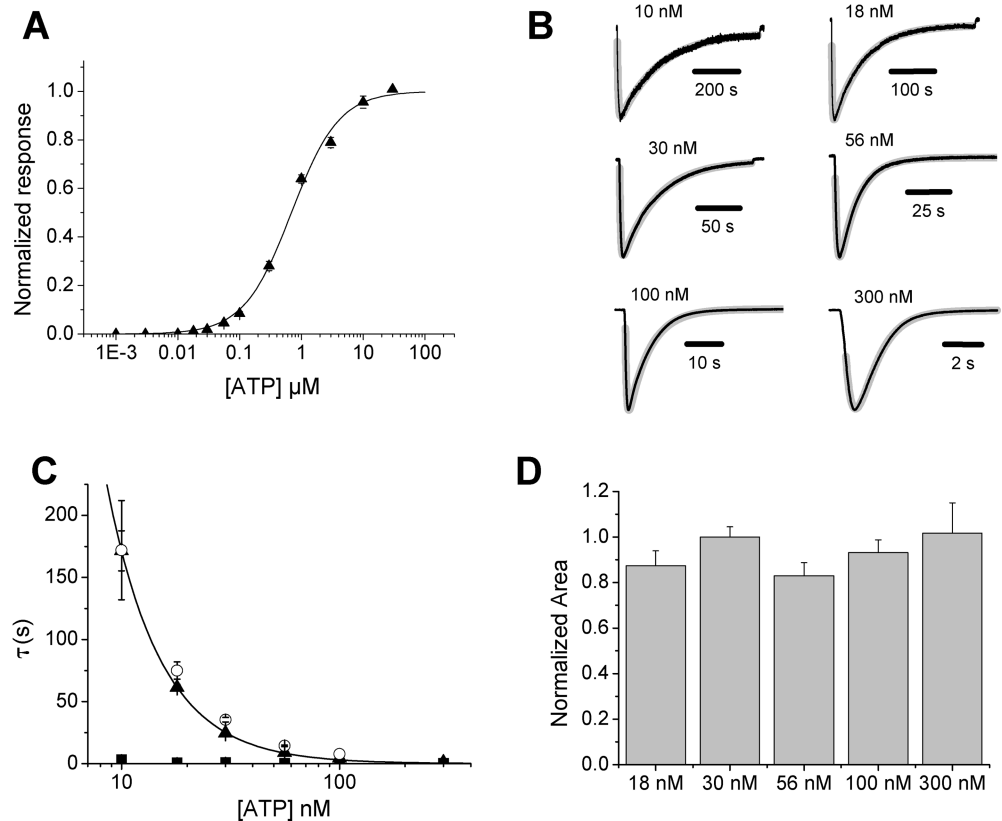 A
Normalized response
1.0
0.8
0.6
0.4
0.2
0.0
1E-3 0.01 0.1 1 10 100
[ATP] µM
B
10 nM 18 nM
200 s 100 s
30 nM 56 nM
50 s 25 s
100 nM 300 nM
10 s 2 s
C
τ(s)
200
150
100
50
0
10 100
[ATP] nM
D
Normalized Area
1.2
1.0
0.8
0.6
0.4
0.2
0.0
18 nM 30 nM 56 nM 100 nM 300 nM